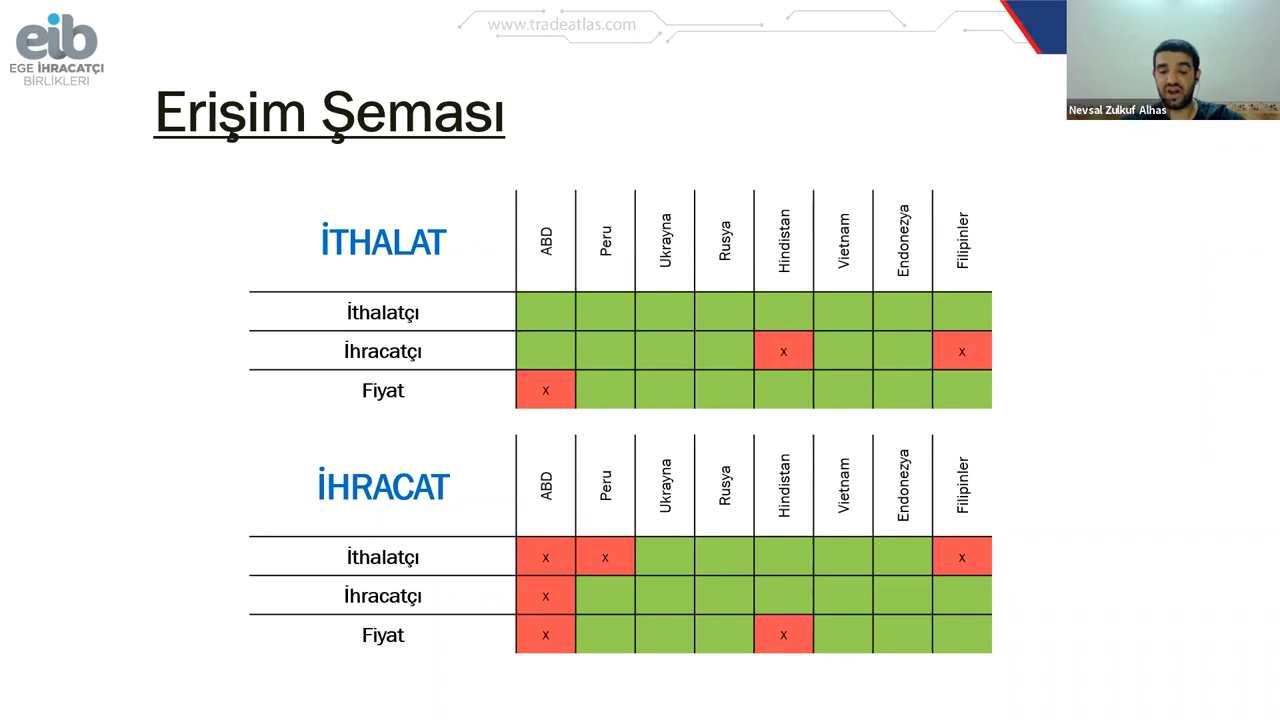 eib
EGE İHRACATÇI
BİRLİKLERİ
www.tradeatlas.com
Nevsal Zulkuf Alhas
Erişim Şeması
İTHALAT
ABD
Peru
Ukrayna
Rusya
Hindistan
Vietnam
Endonezya
Filipinler
İthalatçı
İhracatçı x x
Fiyat x
İHRACAT
ABD
Peru
Ukrayna
Rusya
Hindistan
Vietnam
Endonezya
Filipinler
İthalatçı x x x
İhracatçı x
Fiyat x x